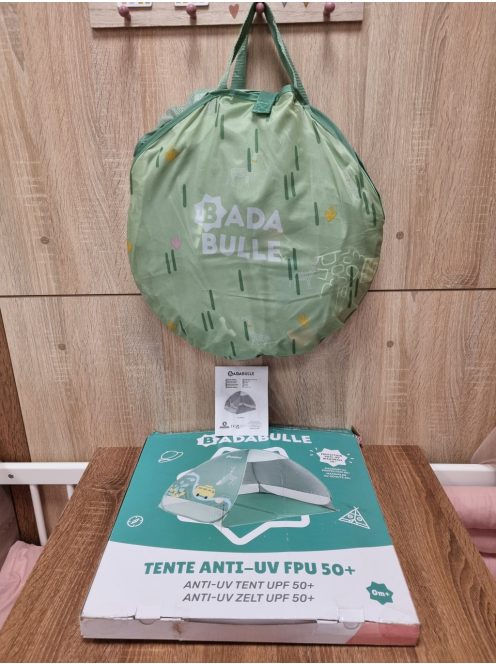 BADA
BULLE
BADABULLE
BADABULLE
TENTE ANTI-UV FPU 50+
ANTI-UV TENT UPF 50+
ANTI-UV ZELT UPF 50+
0m+